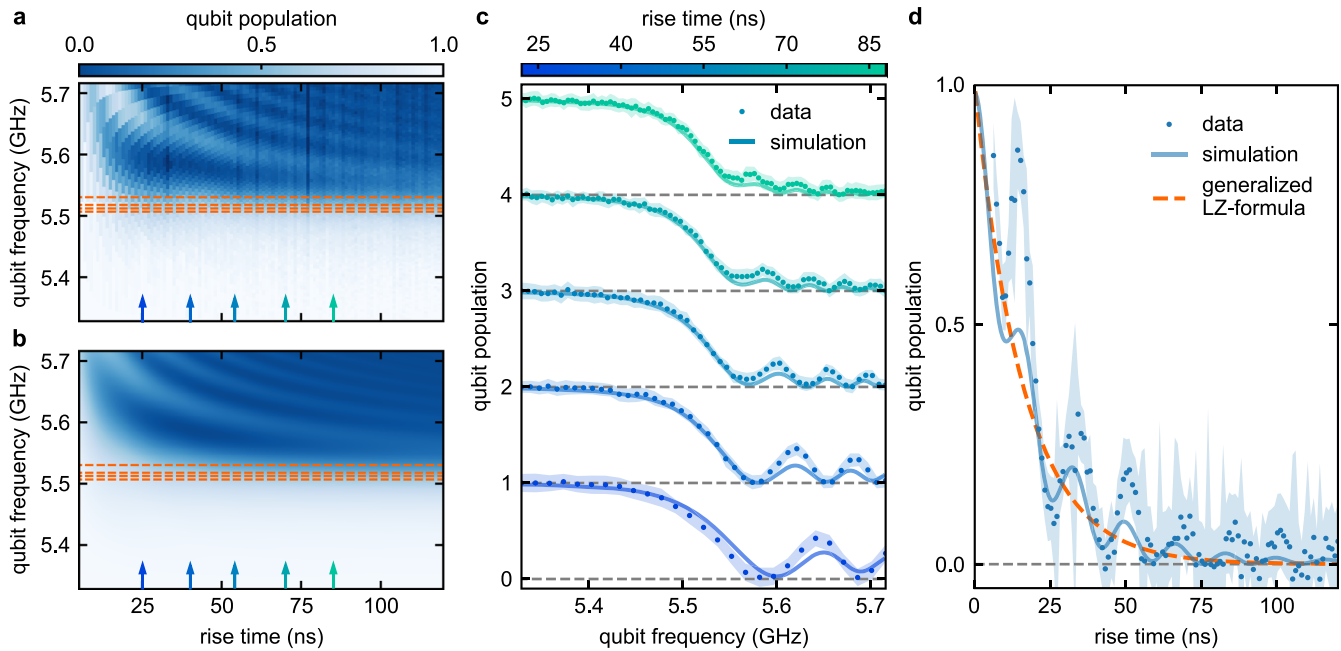 a
qubit population
0.0 0.5 1.0
qubit frequency (GHz)
5.7
5.6
5.5
5.4
b
qubit frequency (GHz)
5.7
5.6
5.5
5.4
25 50 75 100
rise time (ns)
c
rise time (ns)
25 40 55 70 85
data
simulation
qubit population
5
4
3
2
1
0
5.4 5.5 5.6 5.7
qubit frequency (GHz)
d
data
simulation
generalized
LZ-formula
qubit population
1.0
0.5
0.0
0 25 50 75 100
rise time (ns)